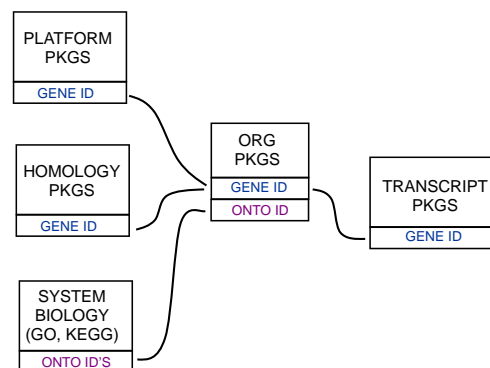 PLATFORM
PKGS
GENE ID
HOMOLOGY
PKGS
GENE ID
SYSTEM
BIOLOGY
(GO, KEGG)
ONTO ID'S
ORG
PKGS
GENE ID
ONTO ID
TRANSCRIPT
PKGS
GENE ID